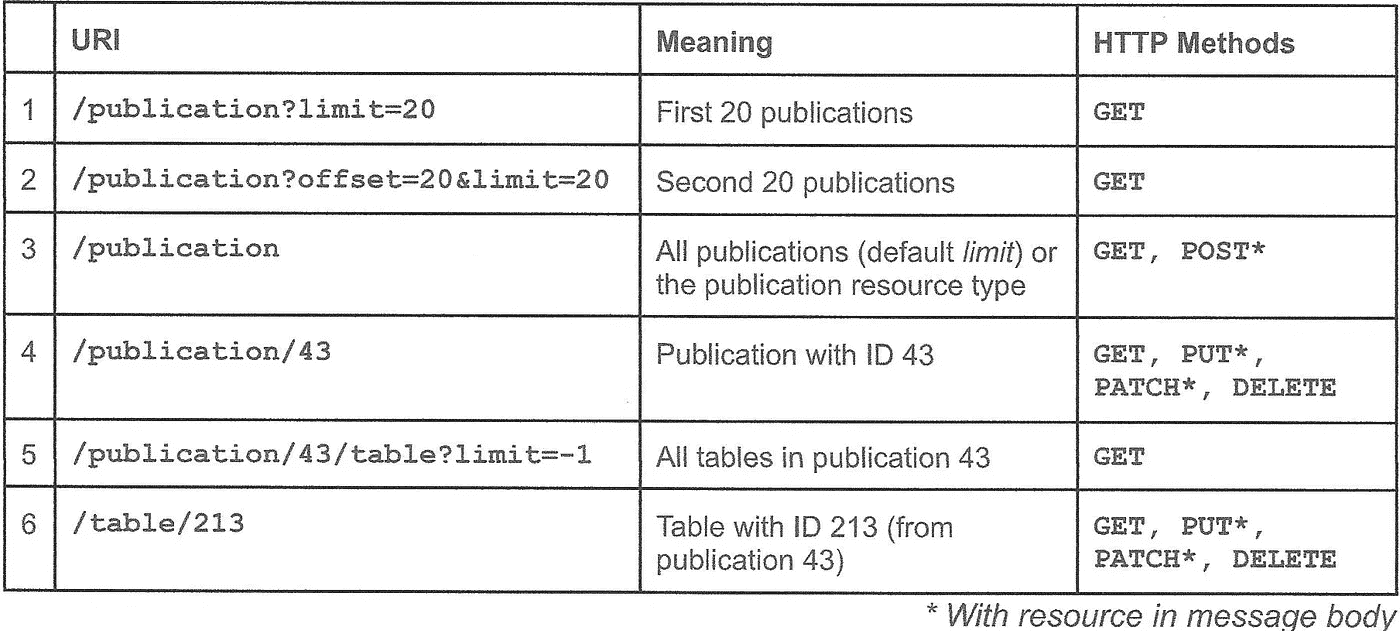 URI Meaning HTTP Methods
1 /publication?limit=20 First 20 publications GET
2 /publication?offset=20&limit=20 Second 20 publications GET
3 /publication All publications (default limit) or GET, POST*
the publication resource type
4 /publication/43 Publication with ID 43 GET, PUT*,
PATCH*, DELETE
5 /publication/43/table?limit=-1 All tables in publication 43 GET
6 /table/213 Table with ID 213 (from GET, PUT*,
publication 43) PATCH*, DELETE
* With resource in message body